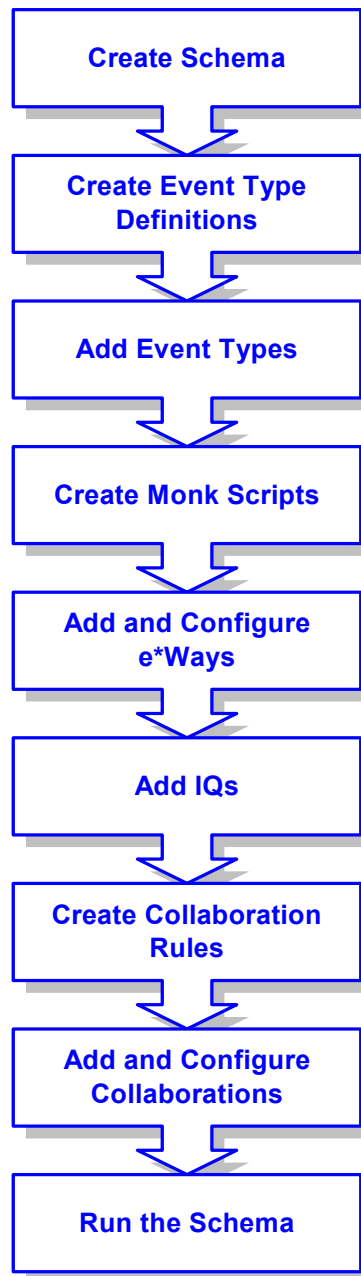 Create Schema
Create Event Type
Definitions
Add Event Types
Create Monk Scripts
Add and Configure
e*Ways
Add IQs
Create Collaboration
Rules
Add and Configure
Collaborations
Run the Schema